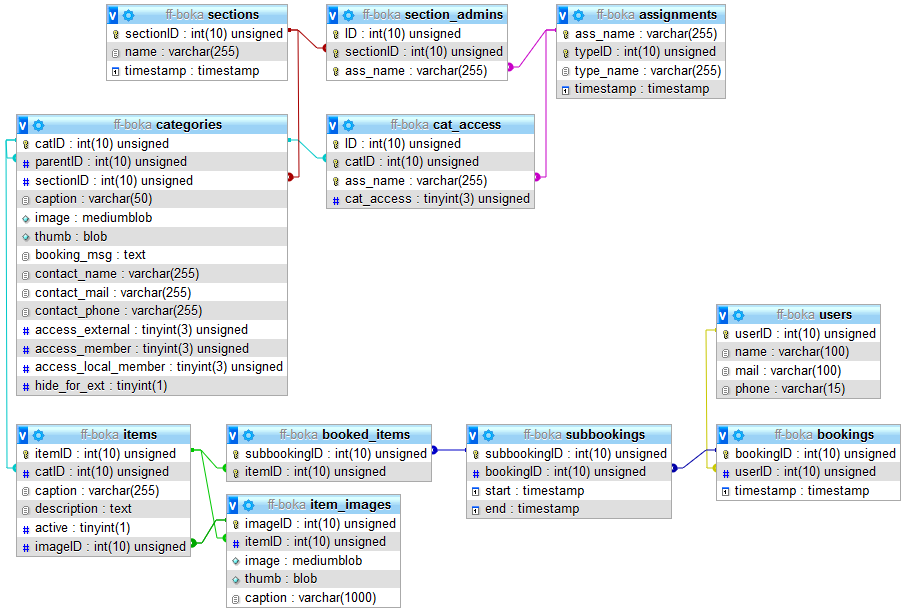 v ff-boka sections
sectionID : int(10) unsigned
name : varchar(255)
timestamp : timestamp
v ff-boka section_admins
ID : int(10) unsigned
sectionID : int(10) unsigned
ass_name : varchar(255)
v ff-boka assignments
ass_name : varchar(255)
typeID : int(10) unsigned
type_name : varchar(255)
timestamp : timestamp
v ff-boka categories
catID : int(10) unsigned
# parentID : int(10) unsigned
# sectionID : int(10) unsigned
caption : varchar(50)
image : mediumblob
thumb : blob
booking_msg : text
contact_name : varchar(255)
contact_mail : varchar(255)
contact_phone : varchar(255)
# access_external : tinyint(3) unsigned
# access_member : tinyint(3) unsigned
# access_local_member : tinyint(3) unsigned
# hide_for_ext : tinyint(1)
v ff-boka cat_access
ID : int(10) unsigned
catID : int(10) unsigned
ass_name : varchar(255)
# cat_access : tinyint(3) unsigned
v ff-boka users
userID : int(10) unsigned
name : varchar(100)
mail : varchar(100)
phone : varchar(15)
v ff-boka items
itemID : int(10) unsigned
# catID : int(10) unsigned
caption : varchar(255)
description : text
# active : tinyint(1)
# imageID : int(10) unsigned
v ff-boka booked_items
subbookingID : int(10) unsigned
itemID : int(10) unsigned
v ff-boka item_images
imageID : int(10) unsigned
# itemID : int(10) unsigned
image : mediumblob
thumb : blob
caption : varchar(1000)
v ff-boka subbookings
subbookingID : int(10) unsigned
# bookingID : int(10) unsigned
start : timestamp
end : timestamp
v ff-boka bookings
bookingID : int(10) unsigned
# userID : int(10) unsigned
timestamp : timestamp